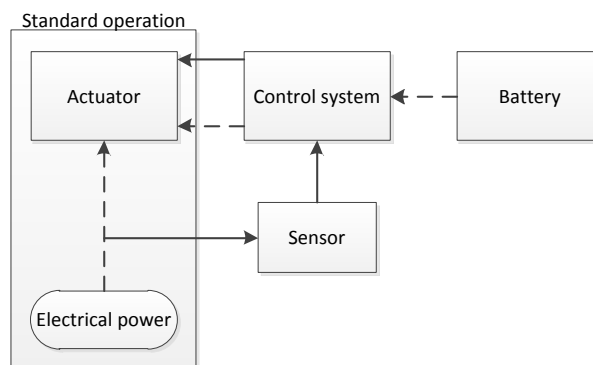 Standard operation
Actuator
Control system
Battery
Sensor
Electrical power